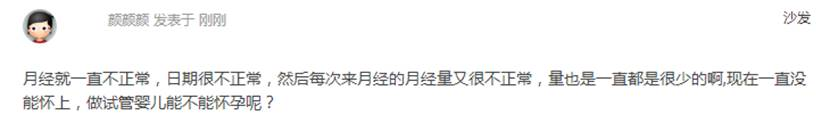 颜颜颜 发表于 刚刚 沙发
月经就一直不正常，日期很不正常，然后每次来月经的月经量又很不正常，量也是一直都是很少的啊,现在一直没
能怀上，做试管婴儿能不能怀孕呢？